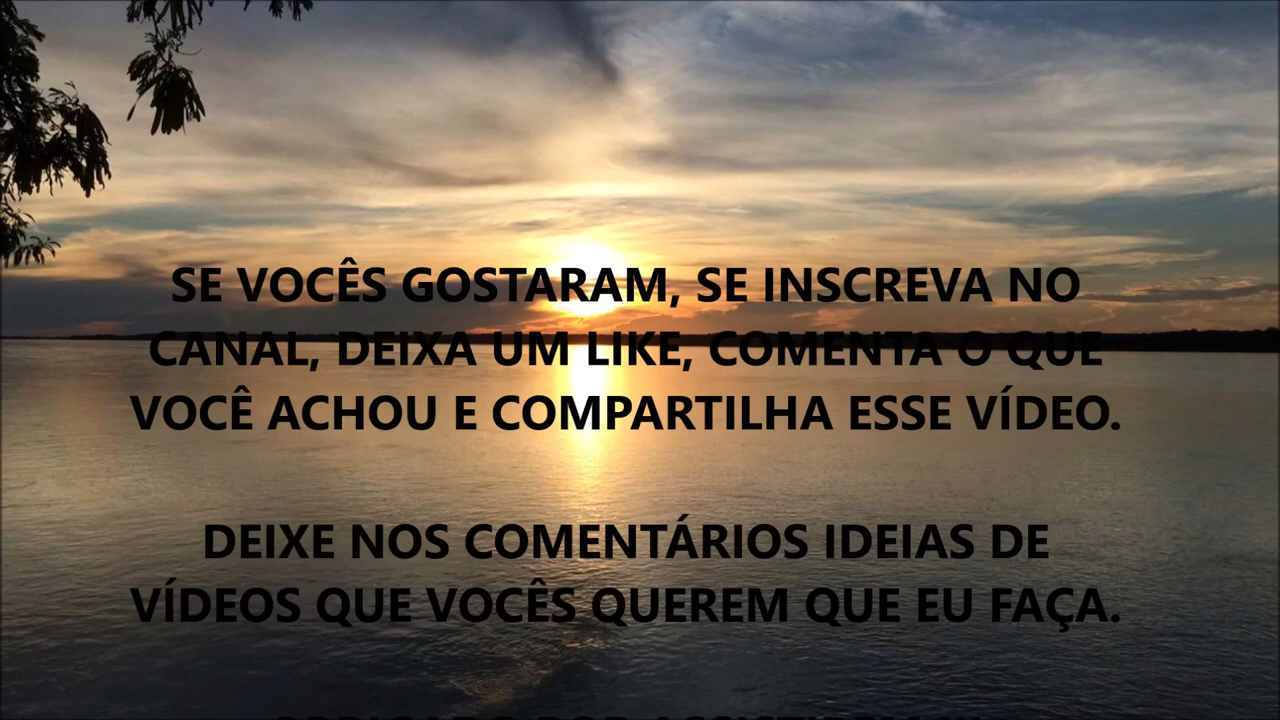 SE VOCÊS GOSTARAM, SE INSCREVA NO
CANAL, DEIXA UM LIKE, COMENTA O QUE
VOCÊ ACHOU E COMPARTILHA ESSE VÍDEO.
DEIXE NOS COMENTÁRIOS IDEIAS DE
VÍDEOS QUE VOCÊS QUEREM QUE EU FAÇA.